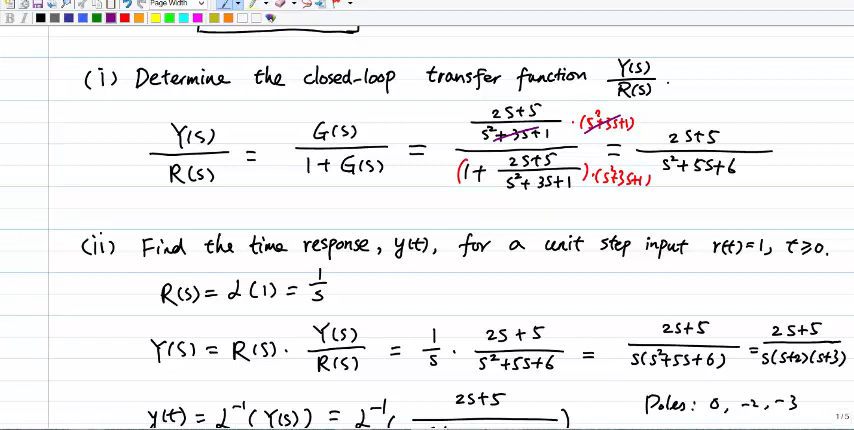 Page Width
B I
(i) Determine the closed-loop transfer function Y(s)/R(s).
Y(s)/R(s) = G(s)/(1 + G(s)) = (2s+5)/(s²+3s+1) · (s²+3s+1) / (1 + (2s+5)/(s²+3s+1)) · (s²+3s+1) = (2s+5)/(s²+5s+6)
(ii) Find the time response, y(t), for a unit step input r(t)=1, t≥0.
R(s) = ℒ(1) = 1/s
Y(s) = R(s) · Y(s)/R(s) = 1/s · (2s+5)/(s²+5s+6) = (2s+5)/(s(s²+5s+6)) = (2s+5)/(s(s+2)(s+3))
Poles: 0, -2, -3
y(t) = ℒ⁻¹(Y(s)) = ℒ⁻¹( 2s+5 )
1/5